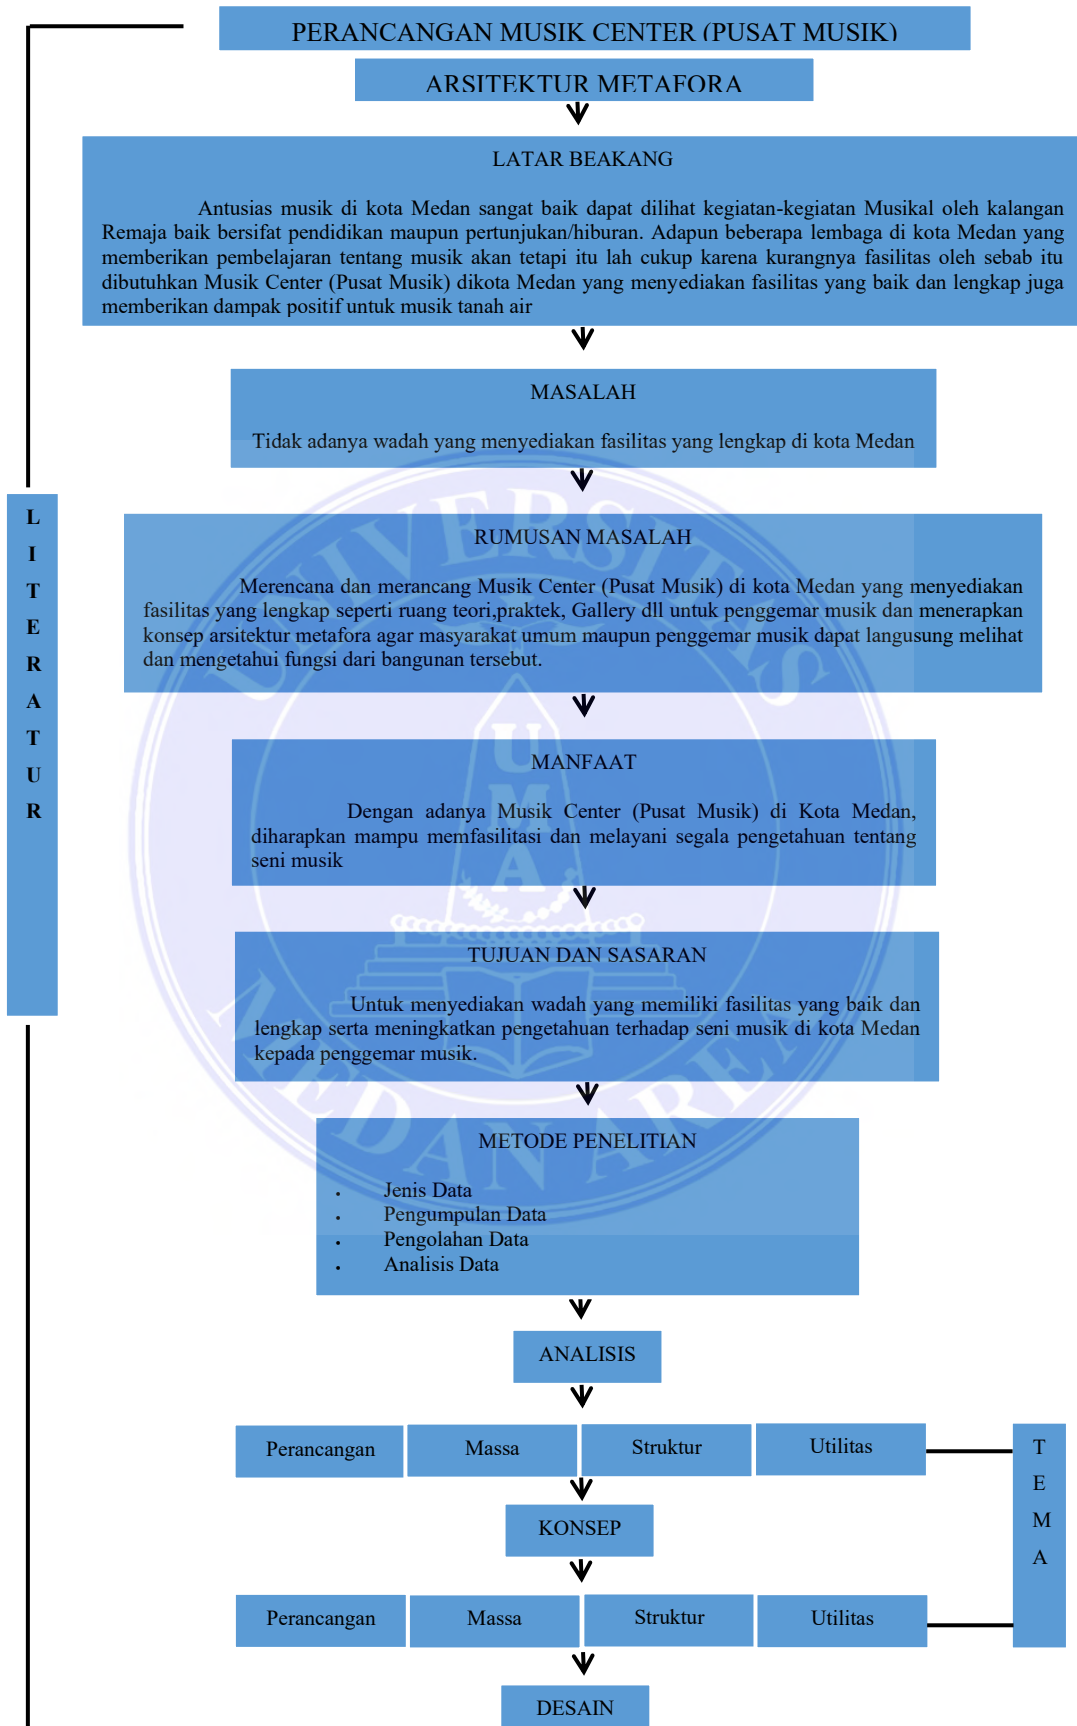 PERANCANGAN MUSIK CENTER (PUSAT MUSIK)
ARSITEKTUR METAFORA
LATAR BEAKANG
Antusias musik di kota Medan sangat baik dapat dilihat kegiatan-kegiatan Musikal oleh kalangan
Remaja baik bersifat pendidikan maupun pertunjukan/hiburan. Adapun beberapa lembaga di kota Medan yang
memberikan pembelajaran tentang musik akan tetapi itu lah cukup karena kurangnya fasilitas oleh sebab itu
dibutuhkan Musik Center (Pusat Musik) dikota Medan yang menyediakan fasilitas yang baik dan lengkap juga
memberikan dampak positif untuk musik tanah air
MASALAH
Tidak adanya wadah yang menyediakan fasilitas yang lengkap di kota Medan
LITERATUR
RUMUSAN MASALAH
Merencana dan merancang Musik Center (Pusat Musik) di kota Medan yang menyediakan
fasilitas yang lengkap seperti ruang teori,praktek, Gallery dll untuk penggemar musik dan menerapkan
konsep arsitektur metafora agar masyarakat umum maupun penggemar musik dapat langusung melihat
dan mengetahui fungsi dari bangunan tersebut.
MANFAAT
Dengan adanya Musik Center (Pusat Musik) di Kota Medan,
diharapkan mampu memfasilitasi dan melayani segala pengetahuan tentang
seni musik
TUJUAN DAN SASARAN
Untuk menyediakan wadah yang memiliki fasilitas yang baik dan
lengkap serta meningkatkan pengetahuan terhadap seni musik di kota Medan
kepada penggemar musik.
METODE PENELITIAN
• Jenis Data
• Pengumpulan Data
• Pengolahan Data
• Analisis Data
ANALISIS
Perancangan Massa Struktur Utilitas
TEMA
KONSEP
Perancangan Massa Struktur Utilitas
DESAIN
UNIVERSITAS
UMA
MEDAN AREA